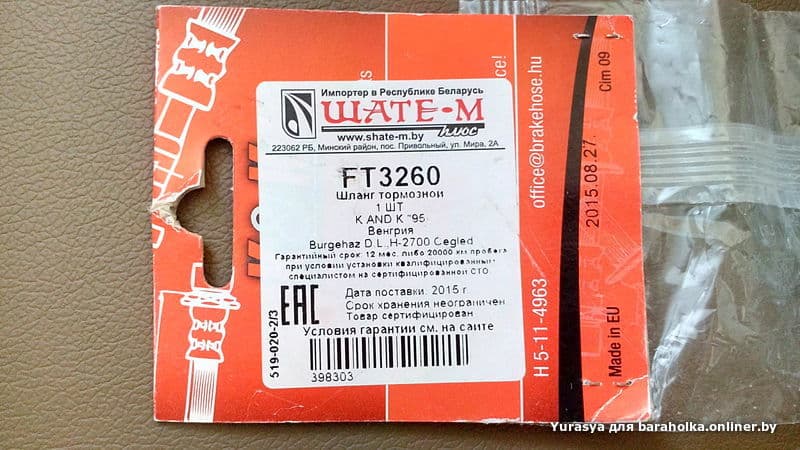 Импортер в Республике Беларусь
ШАТЕ-М
плюс
www.shate-m.by
223062 РБ, Минский район, пос. Привольный, ул. Мира, 2А
FT3260
Шланг тормозной
1 ШТ
K AND K '95
Венгрия
Burgehaz D.L.,H-2700 Cegled
Гарантийный срок: 12 мес. либо 20000 км пробега
при условии установки квалифицированным
специалистом на сертифицированной СТО
EAC
Дата поставки: 2015 г.
Срок хранения неограничен
Товар сертифицирован
Условия гарантии см. на сайте
398303
519-020-2/3
office@brakehose.hu
H 5-11-4963
2015.08.27.
Cim 09
Made in EU
Yurasya для baraholka.onliner.by